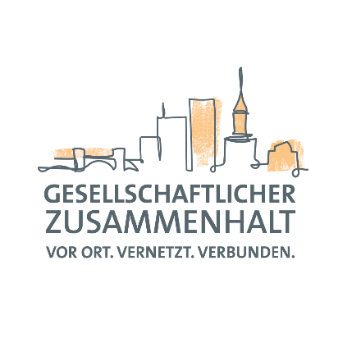 GESELLSCHAFTLICHER
ZUSAMMENHALT
VOR ORT. VERNETZT. VERBUNDEN.